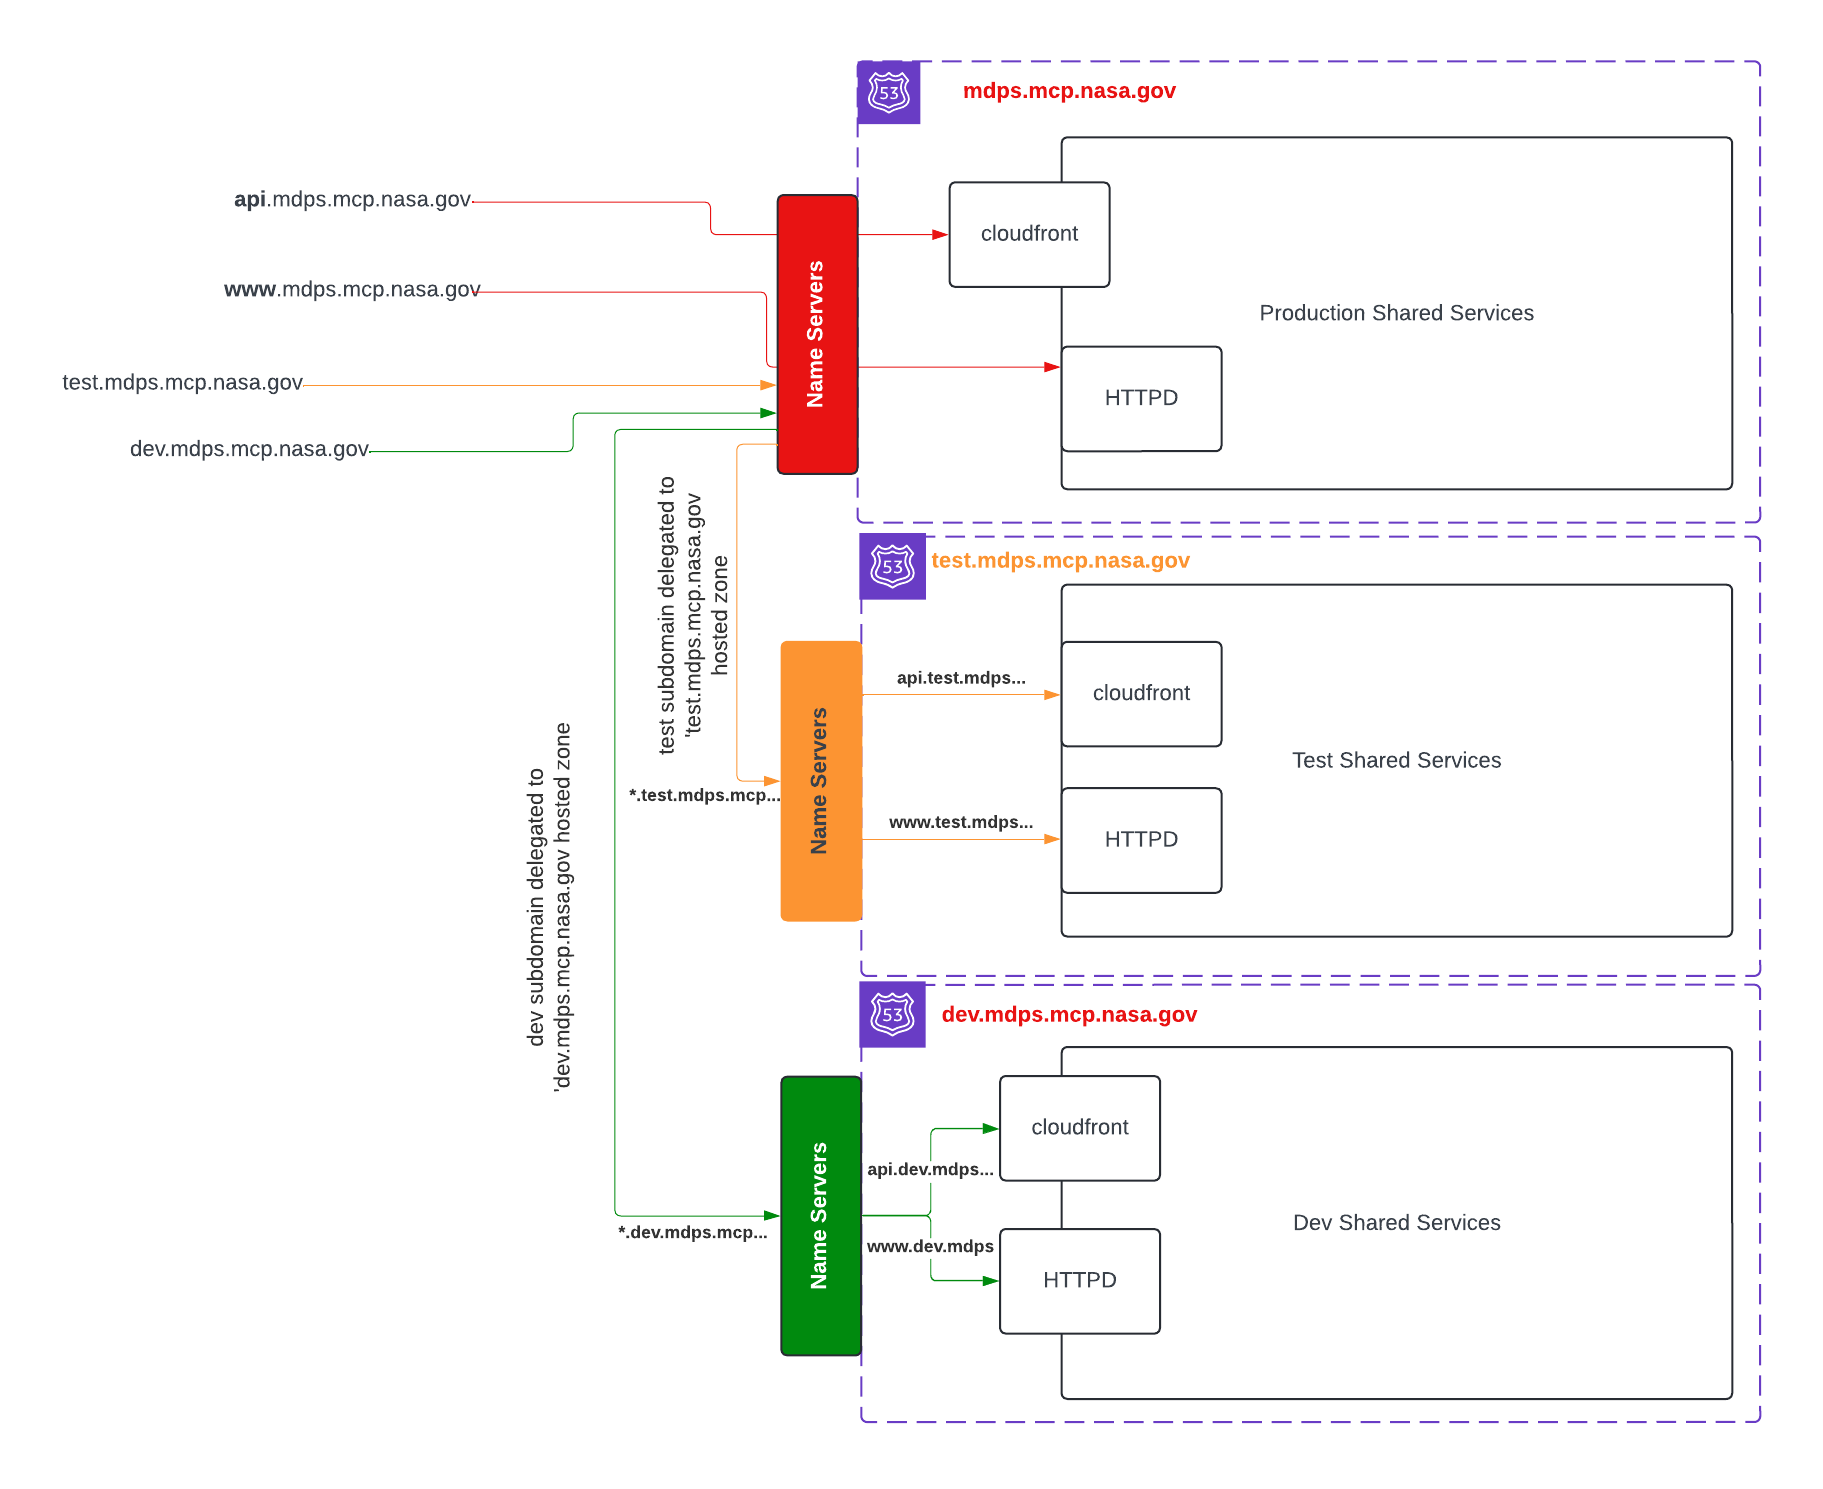 53
mdps.mcp.nasa.gov
api.mdps.mcp.nasa.gov
www.mdps.mcp.nasa.gov
test.mdps.mcp.nasa.gov
dev.mdps.mcp.nasa.gov
Name Servers
cloudfront
Production Shared Services
HTTPD
test subdomain delegated to
'test.mdps.mcp.nasa.gov
hosted zone
53
test.mdps.mcp.nasa.gov
*.test.mdps.mcp...
Name Servers
api.test.mdps...
cloudfront
Test Shared Services
www.test.mdps...
HTTPD
dev subdomain delegated to
'dev.mdps.mcp.nasa.gov hosted zone
53
dev.mdps.mcp.nasa.gov
*.dev.mdps.mcp...
Name Servers
api.dev.mdps...
cloudfront
Dev Shared Services
www.dev.mdps
HTTPD